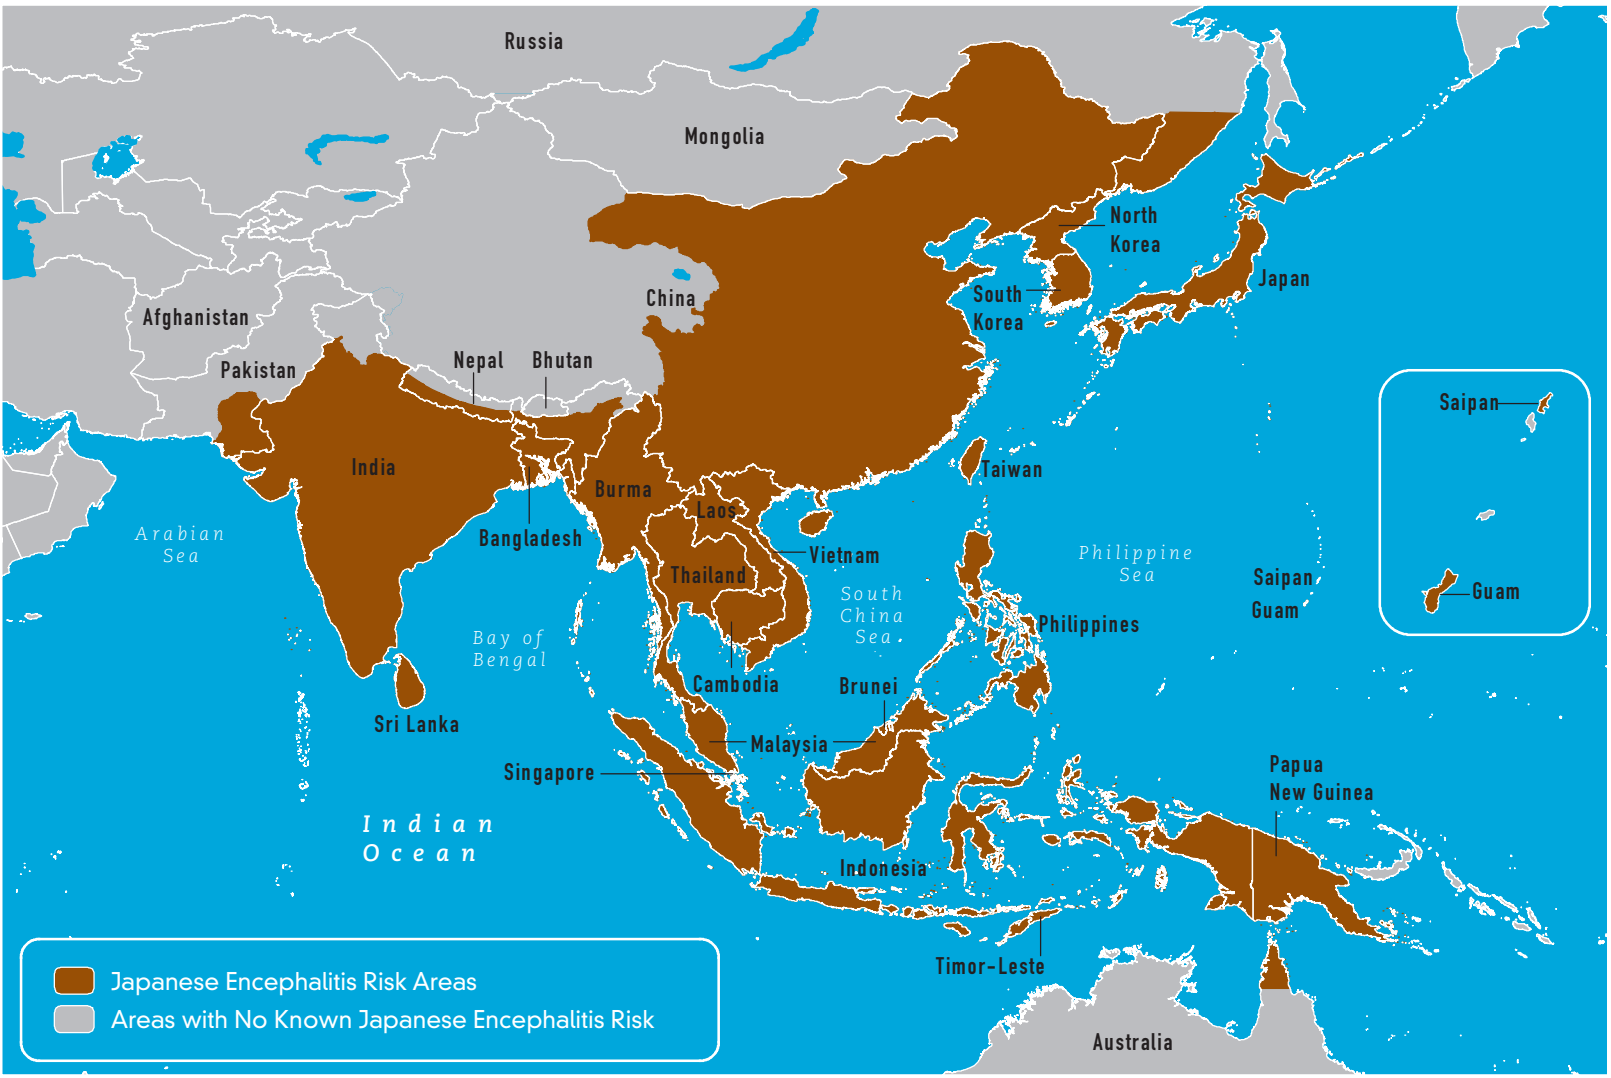 Russia
Mongolia
North
Korea
Japan
South
Korea
China
Afghanistan
Pakistan
Nepal
Bhutan
Saipan
India
Burma
Taiwan
Laos
Bangladesh
Vietnam
Arabian
Sea
Philippine
Sea
Thailand
Saipan
Guam
Guam
South
China
Sea
Philippines
Bay of
Bengal
Cambodia
Brunei
Sri Lanka
Malaysia
Singapore
Papua
New Guinea
Indian
Ocean
Indonesia
Timor-Leste
Australia
Japanese Encephalitis Risk Areas
Areas with No Known Japanese Encephalitis Risk